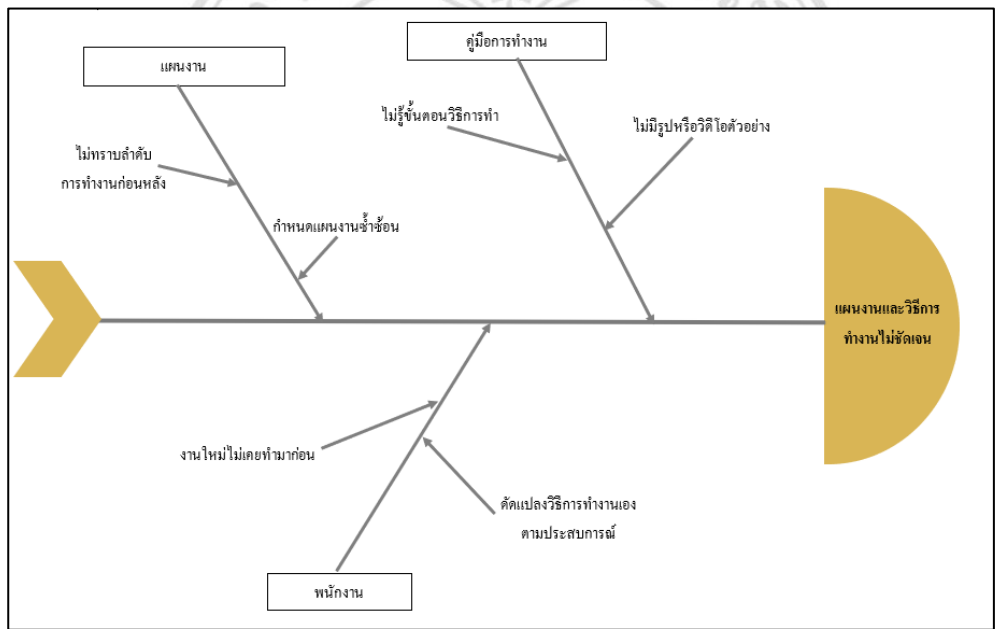 คู่มือการทำงาน
แผนงาน
ไม่รู้ขั้นตอนวิธีการทำ
ไม่มีรูปหรือวิดีโอตัวอย่าง
ไม่ทราบลำดับ
การทำงานก่อนหลัง
กำหนดแผนงานซ้ำซ้อน
แผนงานและวิธีการ
ทำงานไม่ชัดเจน
งานใหม่ไม่เคยทำมาก่อน
ดัดแปลงวิธีการทำงานเอง
ตามประสบการณ์
พนักงาน